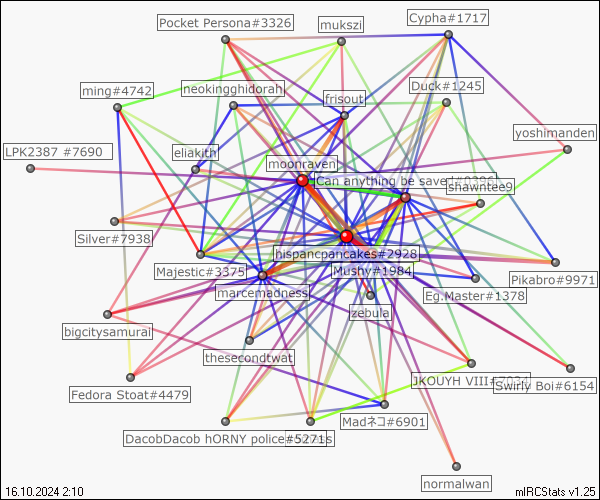 Pocket Persona#3326
mukszi
Cypha#1717
ming#4742
neokingghidorah
Duck#1245
frisout
yoshimanden
LPK2387 #7690
eliakith
moonraven
Can anything be saved#0396
shawntee9
Silver#7938
hispancpancakes#2928
Majestic#3375
Mushy#1984
Pikabro#9971
marcemadness
Eg.Master#1378
zebula
bigcitysamurai
thesecondtwat
JKOUYH VIII
Swirly Boi#6154
Fedora Stoat#4479
Madネコ#6901
DacobDacob hORNY police#5271s
normalwan
16.10.2024 2:10
mIRCStats v1.25